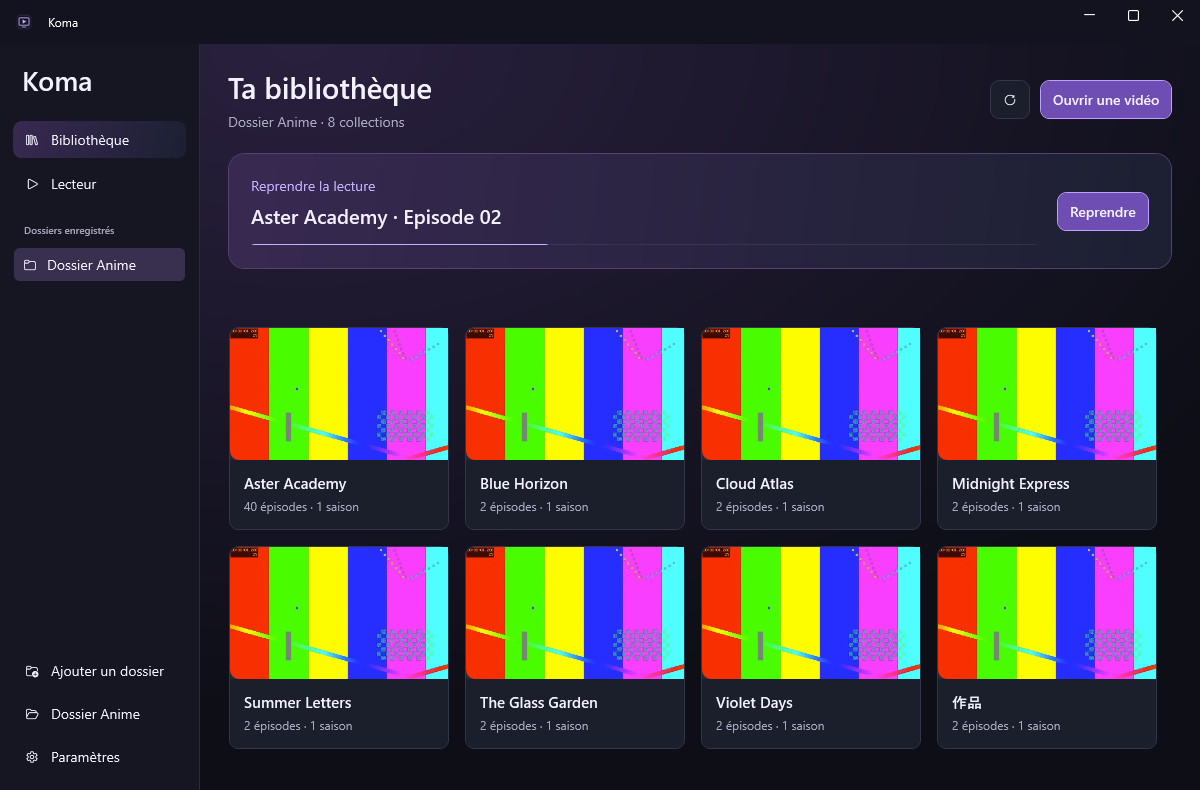 Koma
Koma
Bibliothèque
Lecteur
Dossiers enregistrés
Dossier Anime
Ajouter un dossier
Dossier Anime
Paramètres
Ta bibliothèque
Dossier Anime · 8 collections
Ouvrir une vidéo
Reprendre la lecture
Aster Academy · Episode 02
Reprendre
Aster Academy
40 épisodes · 1 saison
Blue Horizon
2 épisodes · 1 saison
Cloud Atlas
2 épisodes · 1 saison
Midnight Express
2 épisodes · 1 saison
Summer Letters
2 épisodes · 1 saison
The Glass Garden
2 épisodes · 1 saison
Violet Days
2 épisodes · 1 saison
作品
2 épisodes · 1 saison